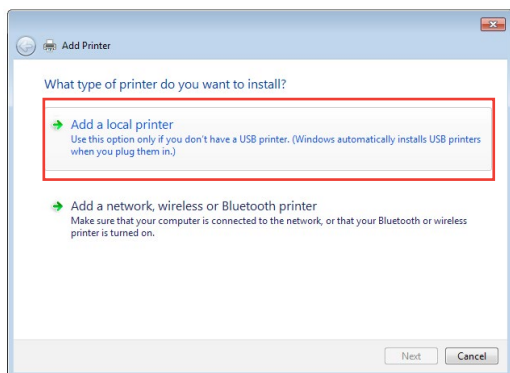 Add Printer
What type of printer do you want to install?
Add a local printer
Use this option only if you don't have a USB printer. (Windows automatically installs USB printers
when you plug them in.)
Add a network, wireless or Bluetooth printer
Make sure that your computer is connected to the network, or that your Bluetooth or wireless
printer is turned on.
Next Cancel